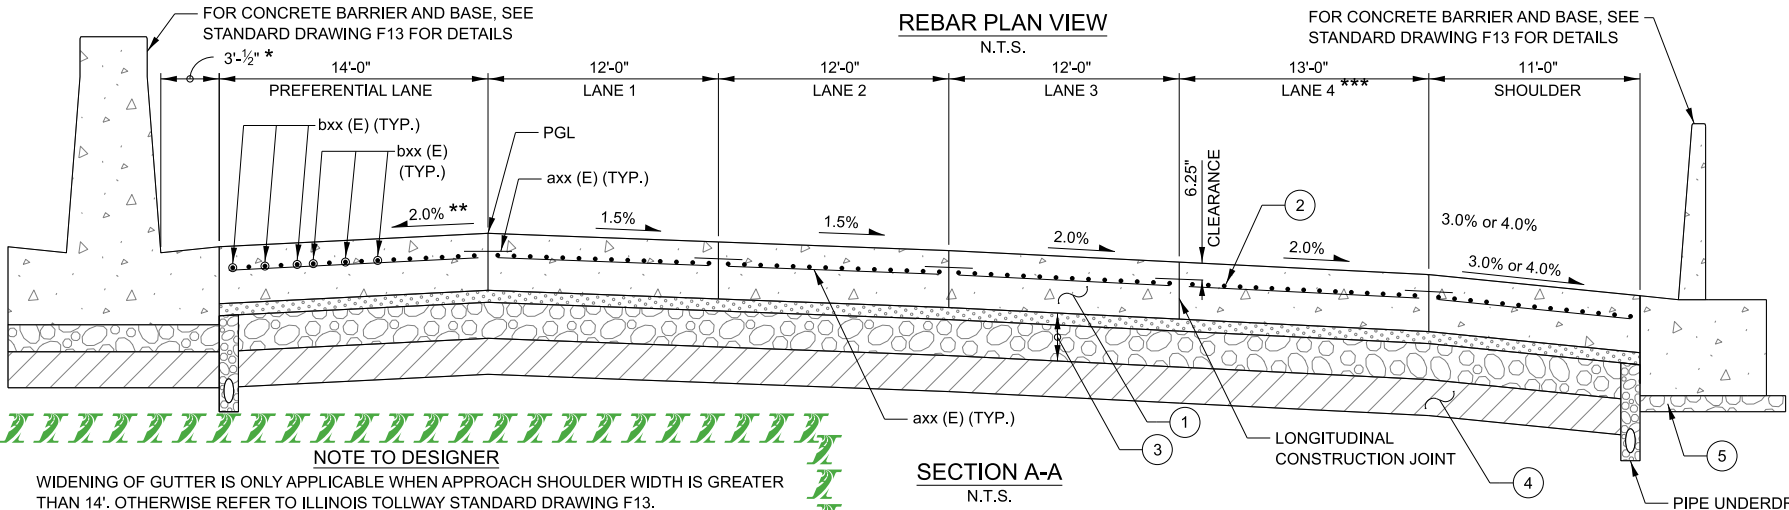 FOR CONCRETE BARRIER AND BASE, SEE
STANDARD DRAWING F13 FOR DETAILS
REBAR PLAN VIEW
N.T.S.
FOR CONCRETE BARRIER AND BASE, SEE
STANDARD DRAWING F13 FOR DETAILS
3'-½" *
14'-0"
12'-0"
12'-0"
12'-0"
13'-0"
11'-0"
PREFERENTIAL LANE
LANE 1
LANE 2
LANE 3
LANE 4 ***
SHOULDER
bxx (E) (TYP.)
bxx (E)
(TYP.)
PGL
axx (E) (TYP.)
6.25"
CLEARANCE
2
2.0% **
1.5%
1.5%
2.0%
2.0%
3.0% or 4.0%
3.0% or 4.0%
axx (E) (TYP.)
1
3
LONGITUDINAL
CONSTRUCTION JOINT
4
5
PIPE UNDERDR
NOTE TO DESIGNER
WIDENING OF GUTTER IS ONLY APPLICABLE WHEN APPROACH SHOULDER WIDTH IS GREATER
THAN 14'. OTHERWISE REFER TO ILLINOIS TOLLWAY STANDARD DRAWING F13.
SECTION A-A
N.T.S.